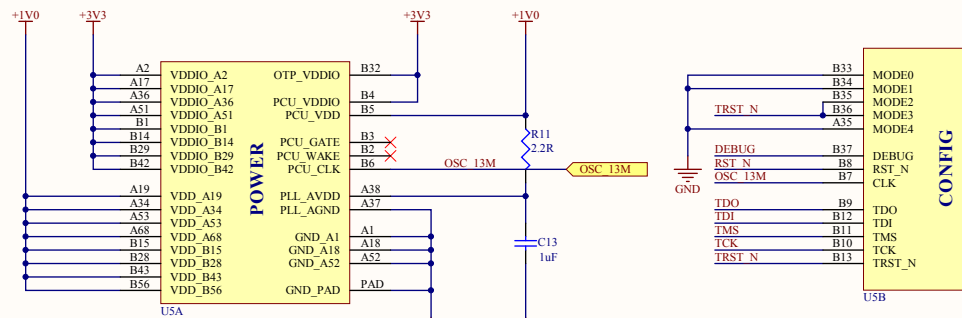 +1V0 +3V3 +3V3 +1V0
A2 VDDIO_A2 OTP_VDDIO B32
A17 VDDIO_A17
A36 VDDIO_A36 PCU_VDDIO B4
A51 VDDIO_A51 PCU_VDD B5
B1 VDDIO_B1
B14 VDDIO_B14 PCU_GATE B3
B29 VDDIO_B29 PCU_WAKE B2
B42 VDDIO_B42 PCU_CLK B6 OSC_13M OSC_13M
A19 VDD_A19 PLL_AVDD A38
A34 VDD_A34 PLL_AGND A37
A53 VDD_A53
A68 VDD_A68 GND_A1 A1
B15 VDD_B15 GND_A18 A18
B28 VDD_B28 GND_A52 A52
B43 VDD_B43
B56 VDD_B56 GND_PAD PAD
POWER
U5A
R11
2.2R
C13
1uF
B33 MODE0
B34 MODE1
B35 MODE2
TRST_N B36 MODE3
A35 MODE4
GND
DEBUG B37 DEBUG
RST_N B8 RST_N
OSC_13M B7 CLK
TDO B9 TDO
TDI B12 TDI
TMS B11 TMS
TCK B10 TCK
TRST_N B13 TRST_N
CONFIG
U5B